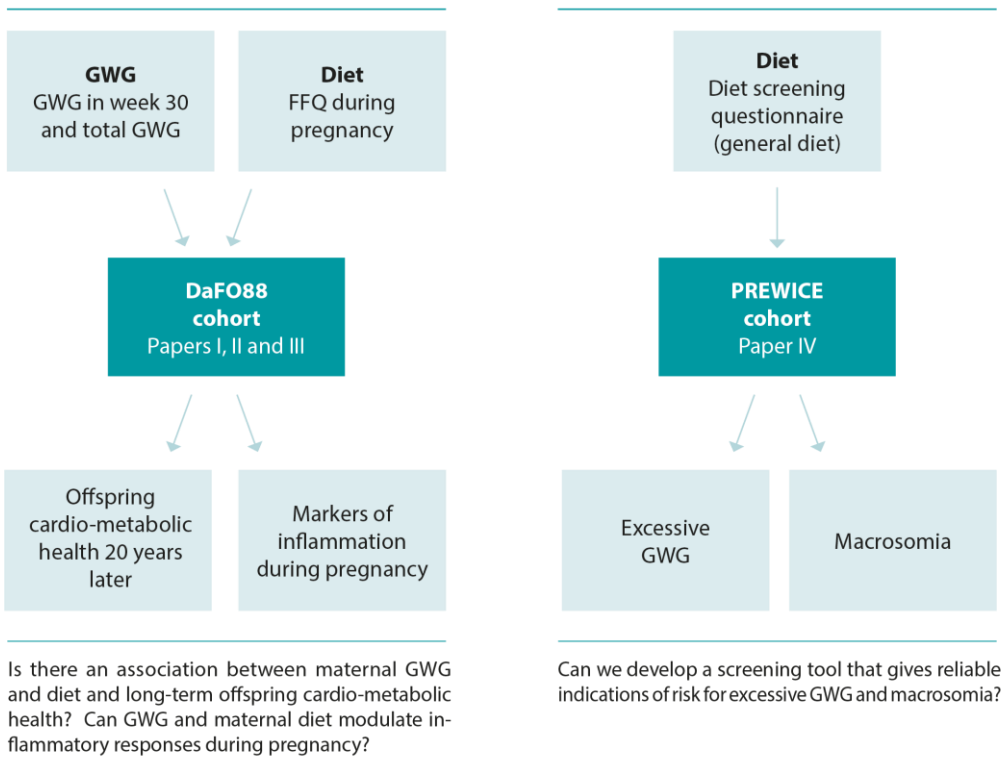 GWG
GWG in week 30
and total GWG
Diet
FFQ during
pregnancy
DaFO88
cohort
Papers I, II and III
Offspring
cardio-metabolic
health 20 years
later
Markers of
inflammation
during pregnancy
Is there an association between maternal GWG
and diet and long-term offspring cardio-metabolic
health? Can GWG and maternal diet modulate in-
flammatory responses during pregnancy?
Diet
Diet screening
questionnaire
(general diet)
PREWICE
cohort
Paper IV
Excessive
GWG
Macrosomia
Can we develop a screening tool that gives reliable
indications of risk for excessive GWG and macrosomia?